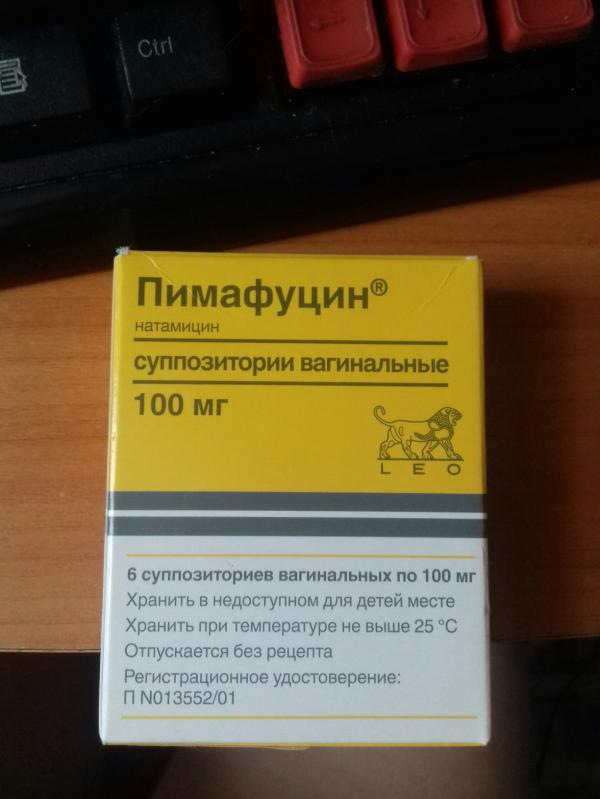 Ctrl
Пимафуцин®
натамицин
суппозитории вагинальные
100 мг
LEO
6 суппозиториев вагинальных по 100 мг
Хранить в недоступном для детей месте
Хранить при температуре не выше 25 °C
Отпускается без рецепта
Регистрационное удостоверение:
П N013552/01